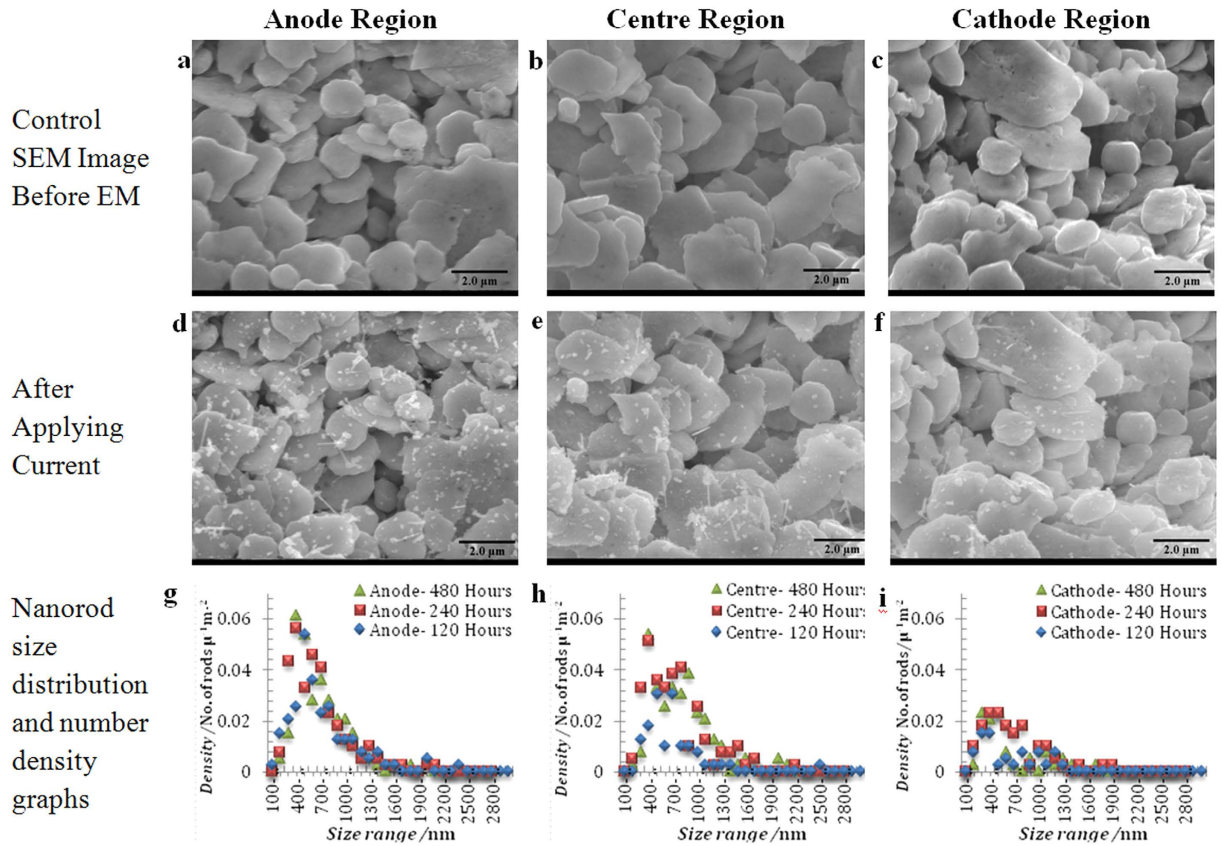 Anode Region
Centre Region
Cathode Region
Control
SEM Image
Before EM
a
2.0 µm
b
2.0 µm
c
2.0 µm
After
Applying
Current
d
2.0 µm
e
2.0 µm
f
2.0 µm
Nanorod
size
distribution
and number
density
graphs
g
Anode- 480 Hours
Anode- 240 Hours
Anode- 120 Hours
Density / No. of rods µ⁻¹m⁻²
0.06
0.04
0.02
0
100 400 700 1000 1300 1600 1900 2200 2500 2800
Size range /nm
h
Centre- 480 Hours
Centre- 240 Hours
Centre- 120 Hours
Density / No. of rods µ⁻¹m⁻²
0.06
0.04
0.02
0
100 400 700 1000 1300 1600 1900 2200 2500 2800
Size range /nm
i
Cathode- 480 Hours
Cathode- 240 Hours
Cathode- 120 Hours
Density / No. of rods / µ⁻¹m⁻²
0.06
0.04
0.02
0
100 400 700 1000 1300 1600 1900 2200 2500 2800
Size range /nm